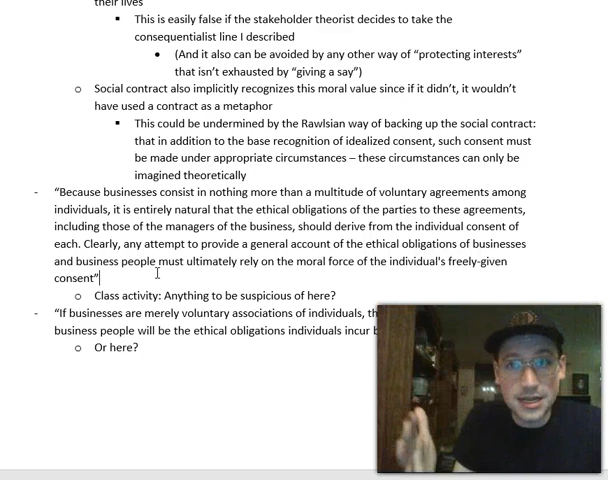 their lives
▪ This is easily false if the stakeholder theorist decides to take the
consequentialist line I described
• (And it also can be avoided by any other way of “protecting interests”
that isn’t exhausted by “giving a say”)
o Social contract also implicitly recognizes this moral value since if it didn’t, it wouldn’t
have used a contract as a metaphor
▪ This could be undermined by the Rawlsian way of backing up the social contract:
that in addition to the base recognition of idealized consent, such consent must
be made under appropriate circumstances – these circumstances can only be
imagined theoretically
- “Because businesses consist in nothing more than a multitude of voluntary agreements among
individuals, it is entirely natural that the ethical obligations of the parties to these agreements,
including those of the managers of the business, should derive from the individual consent of
each. Clearly, any attempt to provide a general account of the ethical obligations of businesses
and business people must ultimately rely on the moral force of the individual's freely-given
consent”
o Class activity: Anything to be suspicious of here?
- “If businesses are merely voluntary associations of individuals,
business people will be the ethical obligations individuals incur
o Or here?